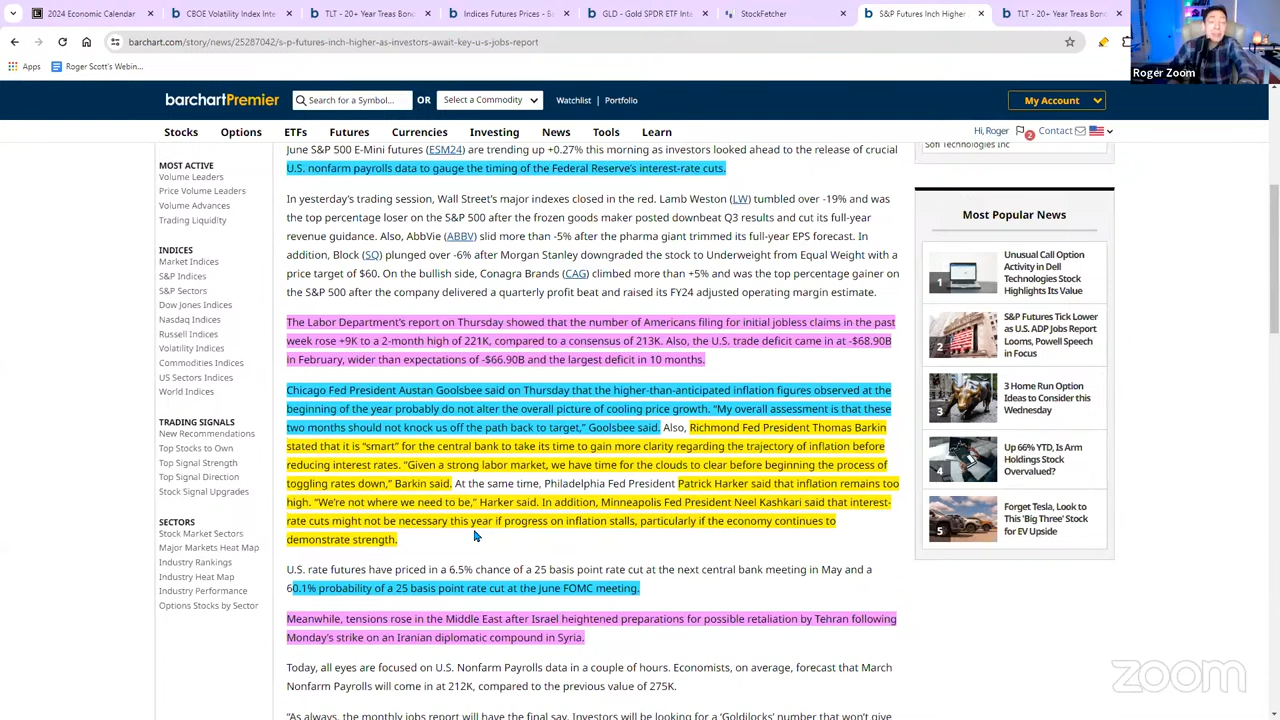 2024 Economic Calendar
CBOE Volatility Index Inte
TLT - 20+ Year Treas Bon
Indices Futures Prices - B
GLD - Gold SPDR ETF Inte
StockFetcher
S&P Futures Inch Higher
TLT - 20+ Year Treas Bond
barchart.com/story/news/25287042/s-p-futures-inch-higher-as-investors-await-key-u-s-jobs-report
Apps
Roger Scott's Webin...
Roger Zoom
barchartPremier
Search for a Symbol...
OR
Select a Commodity
Watchlist | Portfolio
My Account
Stocks Options ETFs Futures Currencies Investing News Tools Learn
Hi, Roger 2 Contact
MOST ACTIVE
Volume Leaders
Price Volume Leaders
Volume Advances
Trading Liquidity
INDICES
Market Indices
S&P Indices
S&P Sectors
Dow Jones Indices
Nasdaq Indices
Russell Indices
Volatility Indices
Commodities Indices
US Sectors Indices
World Indices
TRADING SIGNALS
New Recommendations
Top Stocks to Own
Top Signal Strength
Top Signal Direction
Stock Signal Upgrades
SECTORS
Stock Market Sectors
Major Markets Heat Map
Industry Rankings
Industry Heat Map
Industry Performance
Options Stocks by Sector
June S&P 500 E-Mini futures (ESM24) are trending up +0.27% this morning as investors looked ahead to the release of crucial
U.S. nonfarm payrolls data to gauge the timing of the Federal Reserve's interest-rate cuts.
In yesterday's trading session, Wall Street's major indexes closed in the red. Lamb Weston (LW) tumbled over -19% and was
the top percentage loser on the S&P 500 after the frozen goods maker posted downbeat Q3 results and cut its full-year
revenue guidance. Also, AbbVie (ABBV) slid more than -5% after the pharma giant trimmed its full-year EPS forecast. In
addition, Block (SQ) plunged over -6% after Morgan Stanley downgraded the stock to Underweight from Equal Weight with a
price target of $60. On the bullish side, Conagra Brands (CAG) climbed more than +5% and was the top percentage gainer on
the S&P 500 after the company delivered a quarterly profit beat and raised its FY24 adjusted operating margin estimate.
The Labor Department's report on Thursday showed that the number of Americans filing for initial jobless claims in the past
week rose +9K to a 2-month high of 221K, compared to a consensus of 213K. Also, the U.S. trade deficit came in at -$68.90B
in February, wider than expectations of -$66.90B and the largest deficit in 10 months.
Chicago Fed President Austan Goolsbee said on Thursday that the higher-than-anticipated inflation figures observed at the
beginning of the year probably do not alter the overall picture of cooling price growth. "My overall assessment is that these
two months should not knock us off the path back to target," Goolsbee said. Also, Richmond Fed President Thomas Barkin
stated that it is "smart" for the central bank to take its time to gain more clarity regarding the trajectory of inflation before
reducing interest rates. "Given a strong labor market, we have time for the clouds to clear before beginning the process of
toggling rates down," Barkin said. At the same time, Philadelphia Fed President Patrick Harker said that inflation remains too
high. "We're not where we need to be," Harker said. In addition, Minneapolis Fed President Neel Kashkari said that interest-
rate cuts might not be necessary this year if progress on inflation stalls, particularly if the economy continues to
demonstrate strength.
U.S. rate futures have priced in a 6.5% chance of a 25 basis point rate cut at the next central bank meeting in May and a
60.1% probability of a 25 basis point rate cut at the June FOMC meeting.
Meanwhile, tensions rose in the Middle East after Israel heightened preparations for possible retaliation by Tehran following
Monday's strike on an Iranian diplomatic compound in Syria.
Today, all eyes are focused on U.S. Nonfarm Payrolls data in a couple of hours. Economists, on average, forecast that March
Nonfarm Payrolls will come in at 212K, compared to the previous value of 275K.
"As always, the monthly jobs report will have the final say. Investors will be looking for a 'Goldilocks' number that won't give
Sofi Technologies Inc
Most Popular News
1
Unusual Call Option
Activity in Dell
Technologies Stock
Highlights Its Value
2
S&P Futures Tick Lower
as U.S. ADP Jobs Report
Looms, Powell Speech
in Focus
3
3 Home Run Option
Ideas to Consider this
Wednesday
4
Up 66% YTD, Is Arm
Holdings Stock
Overvalued?
5
Forget Tesla, Look to
This 'Big Three' Stock
for EV Upside
zoom